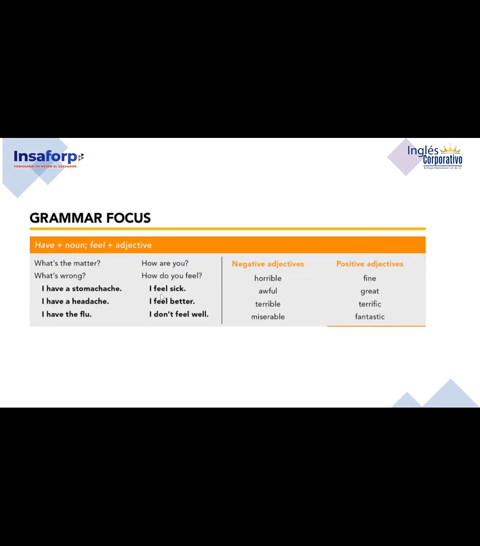 Insaforp
Inglés
Corporativo
GRAMMAR FOCUS
Have + noun; feel + adjective
What's the matter? How are you? Negative adjectives Positive adjectives
What's wrong? How do you feel? horrible fine
I have a stomachache. I feel sick. awful great
I have a headache. I feel better. terrible terrific
I have the flu. I don't feel well. miserable fantastic